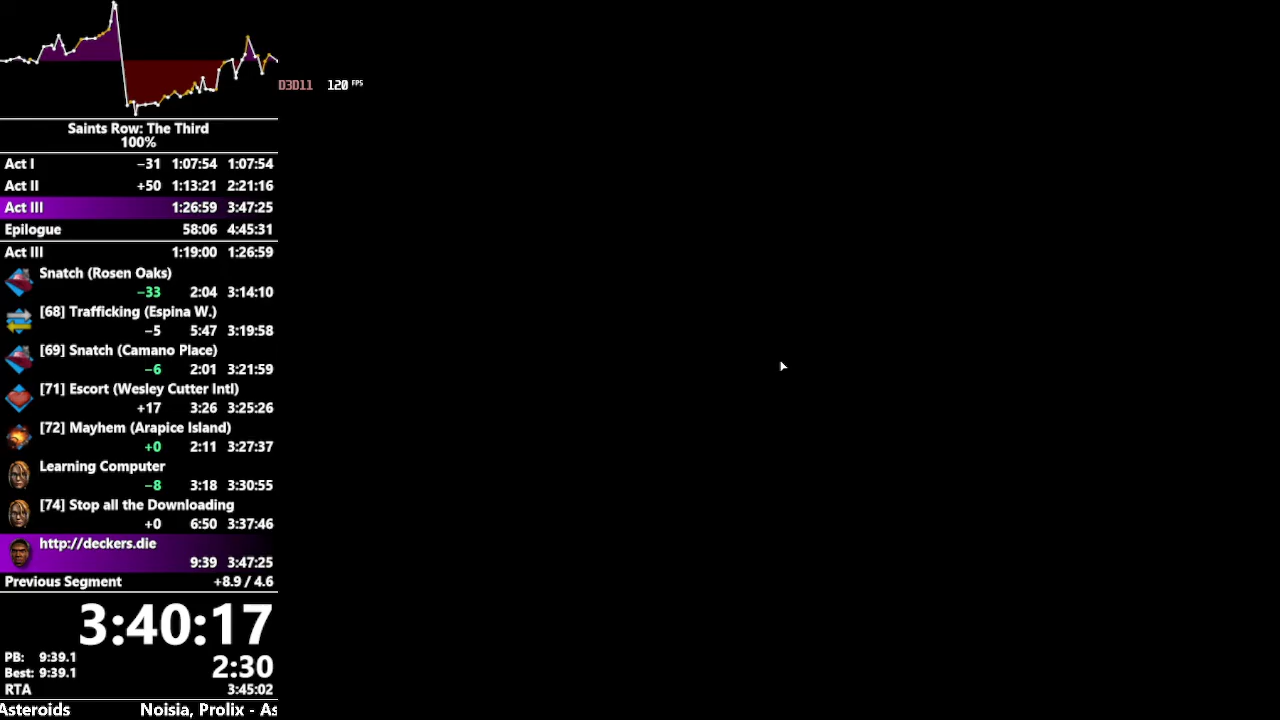 D3D11 120 FPS
Saints Row: The Third
100%
Act I −31 1:07:54 1:07:54
Act II +50 1:13:21 2:21:16
Act III 1:26:59 3:47:25
Epilogue 58:06 4:45:31
Act III 1:19:00 1:26:59
Snatch (Rosen Oaks)
−33 2:04 3:14:10
[68] Trafficking (Espina W.)
−5 5:47 3:19:58
[69] Snatch (Camano Place)
−6 2:01 3:21:59
[71] Escort (Wesley Cutter Intl)
+17 3:26 3:25:26
[72] Mayhem (Arapice Island)
+0 2:11 3:27:37
Learning Computer
−8 3:18 3:30:55
[74] Stop all the Downloading
+0 6:50 3:37:46
http://deckers.die
9:39 3:47:25
Previous Segment +8.9 / 4.6
3:40:17
PB: 9:39.1
2:30
Best: 9:39.1
RTA 3:45:02
Asteroids Noisia, Prolix - As